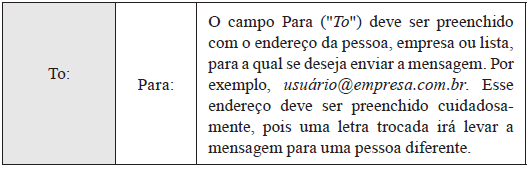 To:
Para:
O campo Para ("To") deve ser preenchido
com o endereço da pessoa, empresa ou lista,
para a qual se deseja enviar a mensagem. Por
exemplo, usuário@empresa.com.br. Esse
endereço deve ser preenchido cuidadosa-
mente, pois uma letra trocada irá levar a
mensagem para uma pessoa diferente.